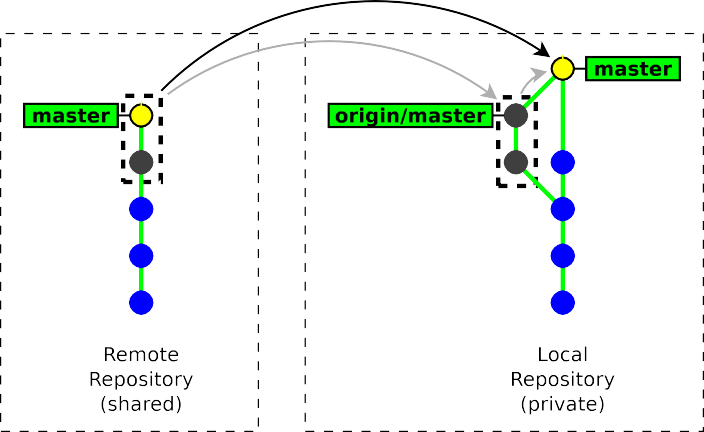 master
master
origin/master
Remote
Repository
(shared)
Local
Repository
(private)